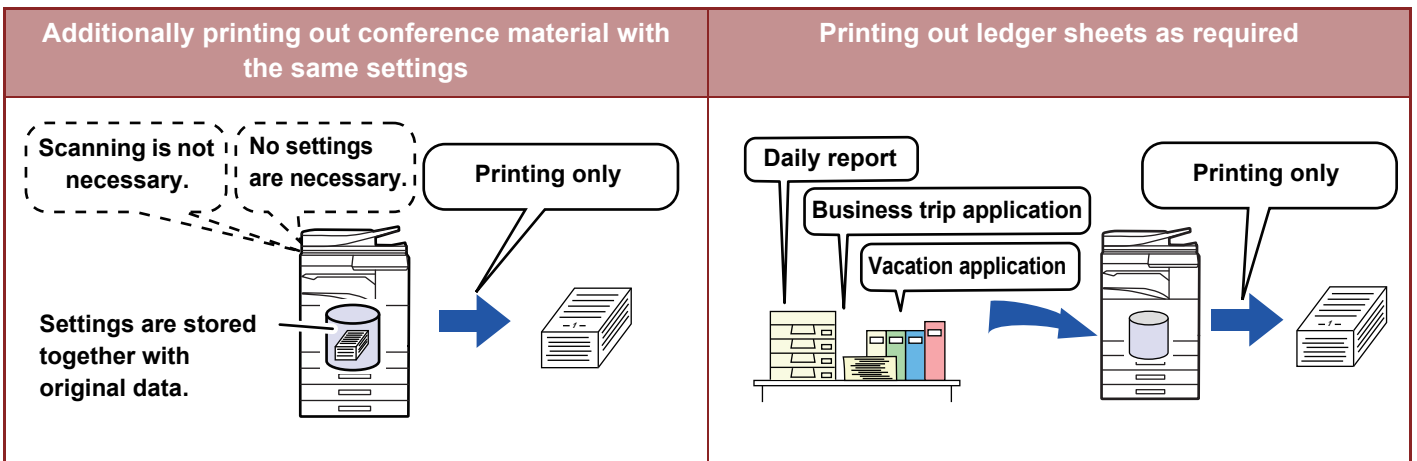 Additionally printing out conference material with
the same settings
Printing out ledger sheets as required
Scanning is not
necessary.
No settings
are necessary.
Printing only
Settings are stored
together with
original data.
-1-
Daily report
Business trip application
Vacation application
Printing only
-1-